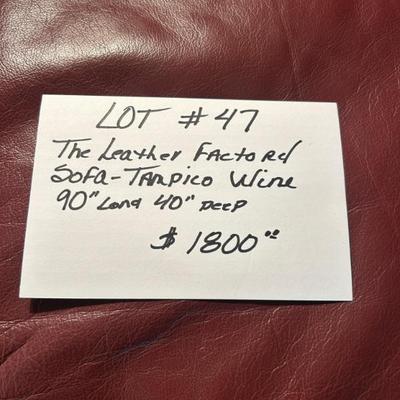 LOT # 47
The Leather Factory
Sofa - Tampico Wine
90" Long 40" Deep
$ 1800.00